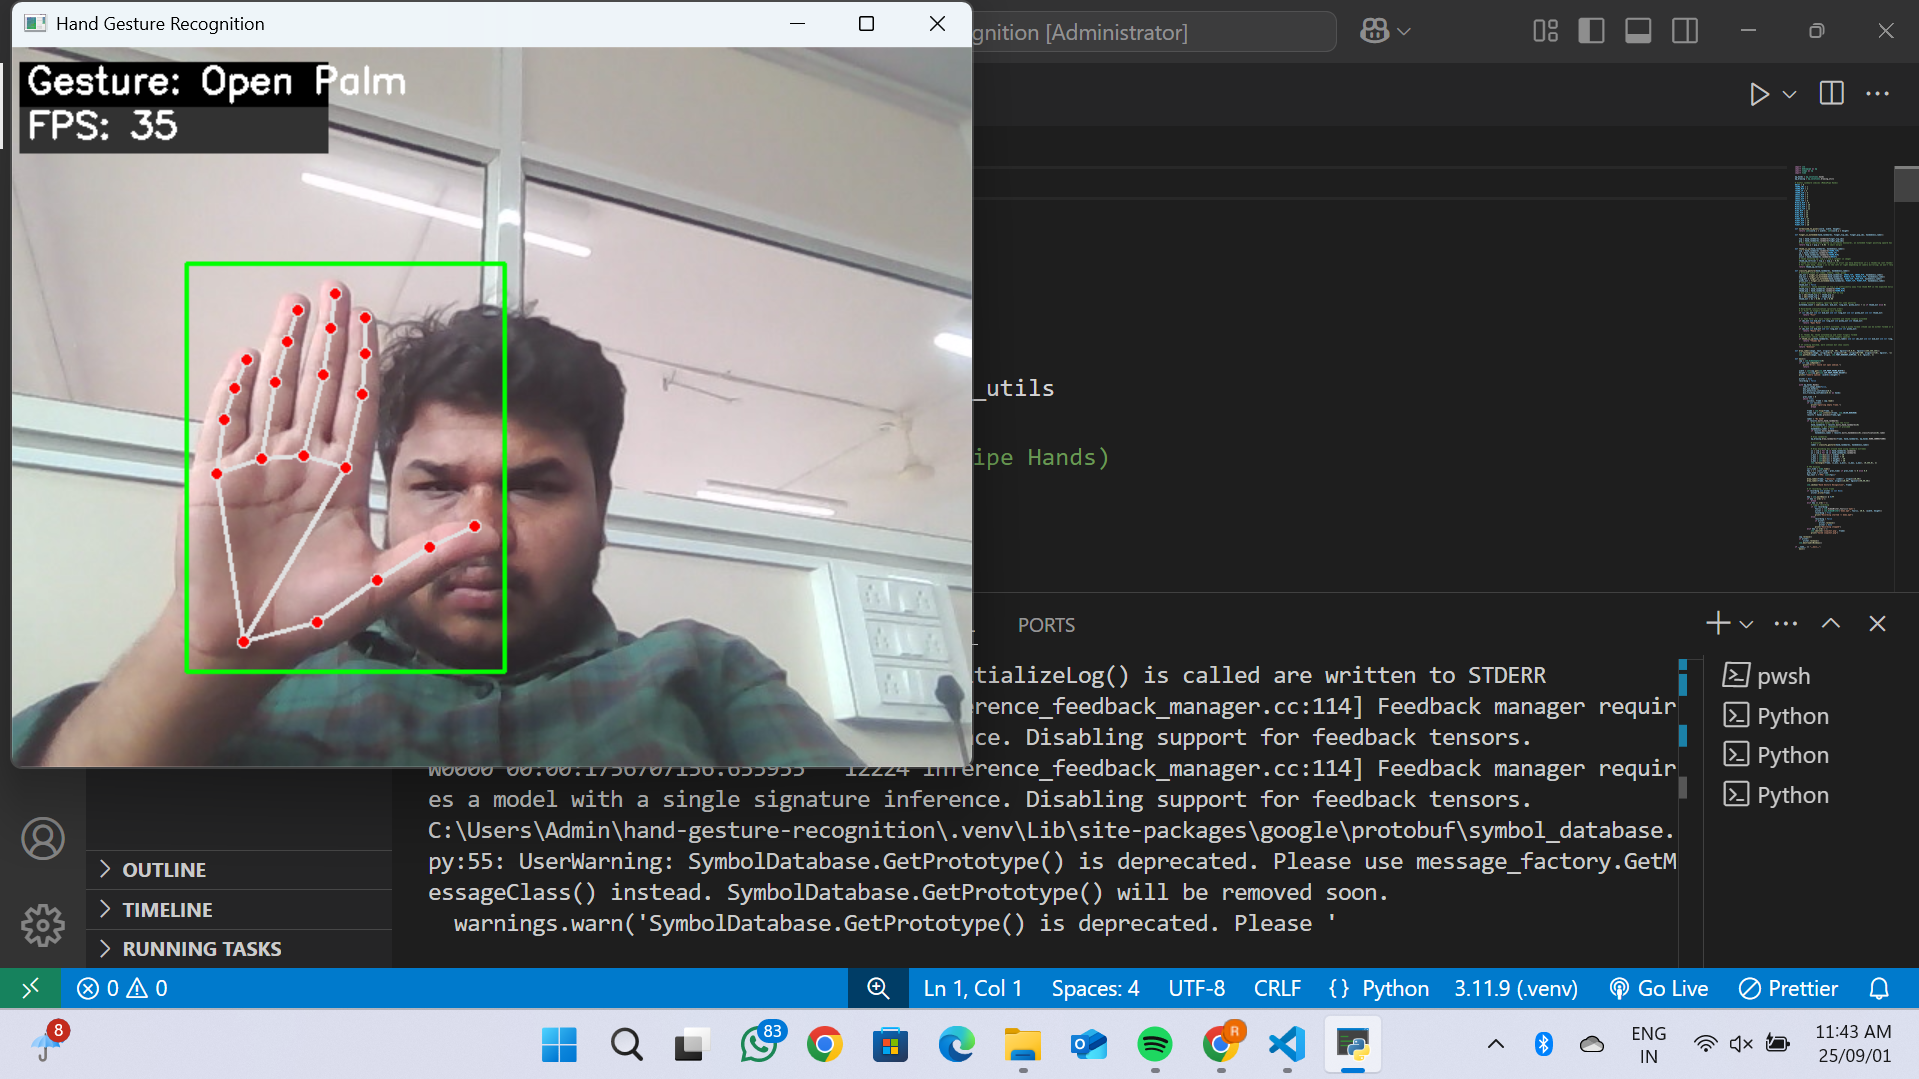 Hand Gesture Recognition
gnition [Administrator]
Gesture: Open Palm
FPS: 35
_utils
ipe Hands)
PORTS
tializeLog() is called are written to STDERR
erence_feedback_manager.cc:114] Feedback manager requir
ce. Disabling support for feedback tensors.
W0000 00:00:1756707156.655955 12224 inference_feedback_manager.cc:114] Feedback manager requir
es a model with a single signature inference. Disabling support for feedback tensors.
C:\Users\Admin\hand-gesture-recognition\.venv\Lib\site-packages\google\protobuf\symbol_database.
py:55: UserWarning: SymbolDatabase.GetPrototype() is deprecated. Please use message_factory.GetM
essageClass() instead. SymbolDatabase.GetPrototype() will be removed soon.
warnings.warn('SymbolDatabase.GetPrototype() is deprecated. Please '
pwsh
Python
Python
Python
OUTLINE
TIMELINE
RUNNING TASKS
0 0
Ln 1, Col 1
Spaces: 4
UTF-8
CRLF
{ } Python
3.11.9 (.venv)
Go Live
Prettier
8
83
R
ENG
IN
11:43 AM
25/09/01